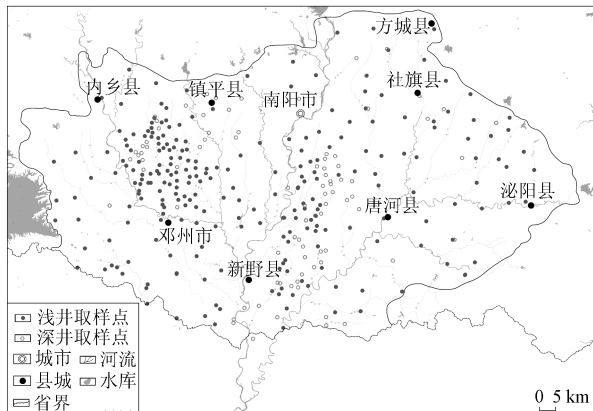 方城县
内乡县
镇平县
社旗县
南阳市
泌阳县
唐河县
邓州市
新野县
浅井取样点
深井取样点
城市 河流
县城 水库
省界
0 5 km